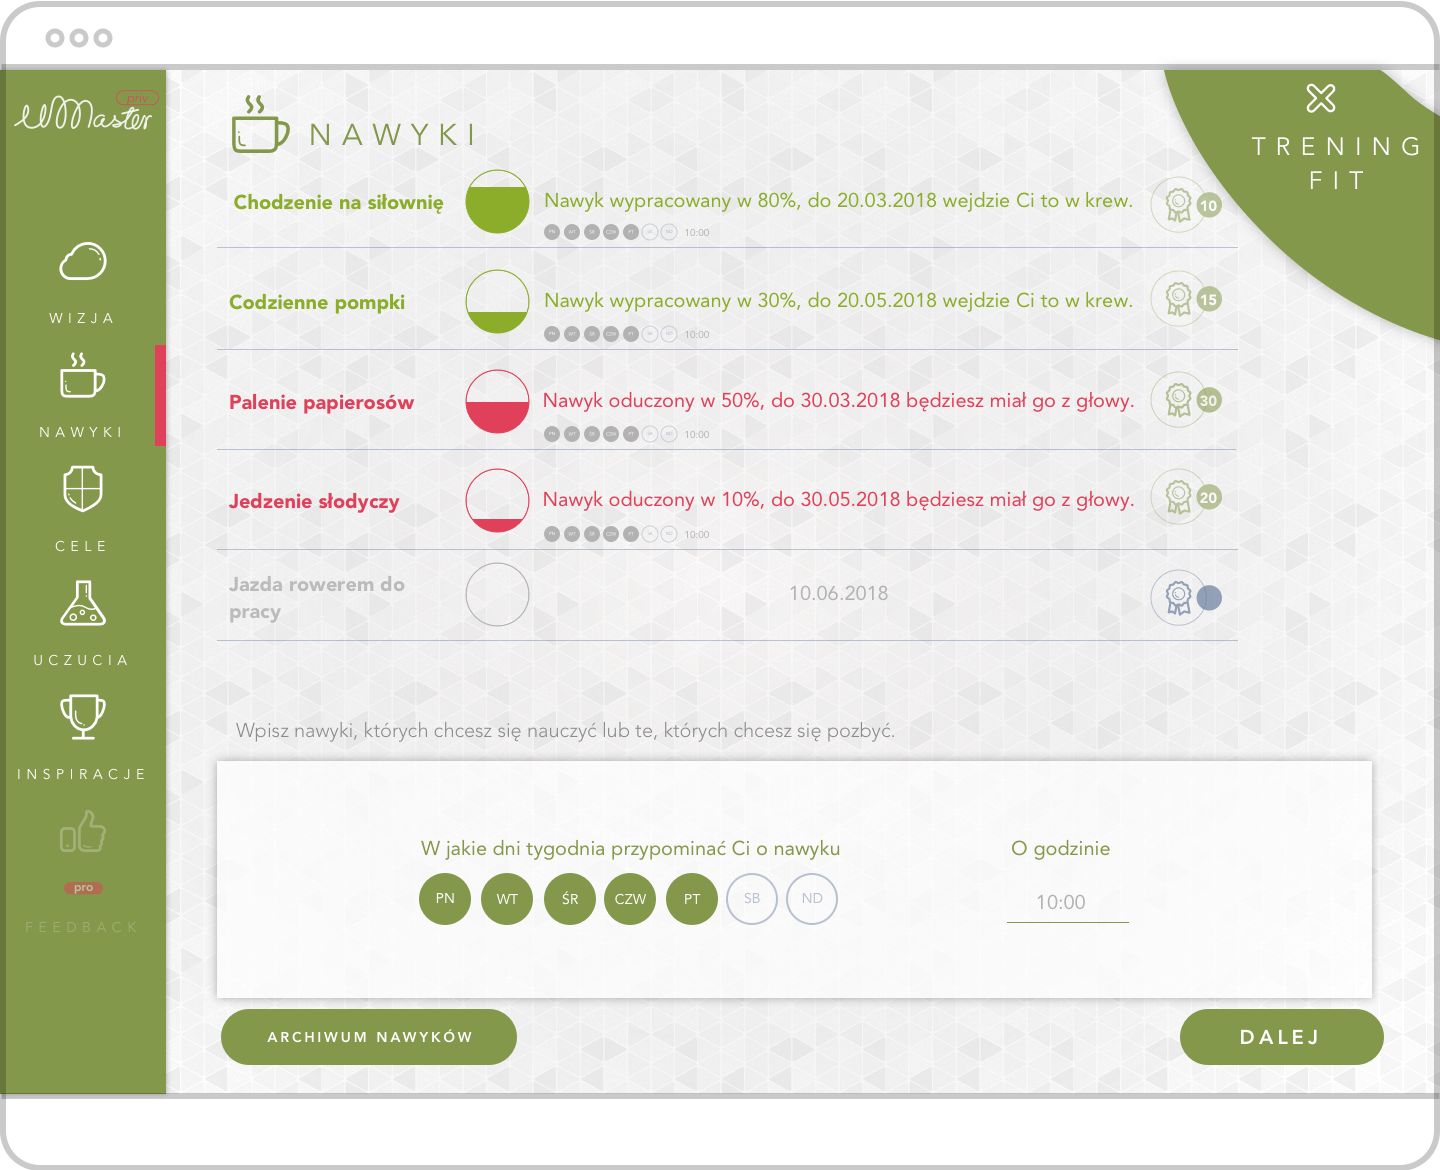 UMaster
priv
WIZJA
NAWYKI
CELE
UCZUCIA
INSPIRACJE
pro
FEEDBACK
NAWYKI
TRENING
FIT
Chodzenie na siłownię
Nawyk wypracowany w 80%, do 20.03.2018 wejdzie Ci to w krew.
10
PN WT ŚR CZW PT SB ND 10:00
Codzienne pompki
Nawyk wypracowany w 30%, do 20.05.2018 wejdzie Ci to w krew.
15
PN WT ŚR CZW PT SB ND 10:00
Palenie papierosów
Nawyk oduczony w 50%, do 30.03.2018 będziesz miał go z głowy.
30
PN WT ŚR CZW PT SB ND 10:00
Jedzenie słodyczy
Nawyk oduczony w 10%, do 30.05.2018 będziesz miał go z głowy.
20
PN WT ŚR CZW PT SB ND 10:00
Jazda rowerem do
pracy
10.06.2018
Wpisz nawyki, których chcesz się nauczyć lub te, których chcesz się pozbyć.
W jakie dni tygodnia przypominać Ci o nawyku
O godzinie
PN WT ŚR CZW PT SB ND
10:00
ARCHIWUM NAWYKÓW
DALEJ